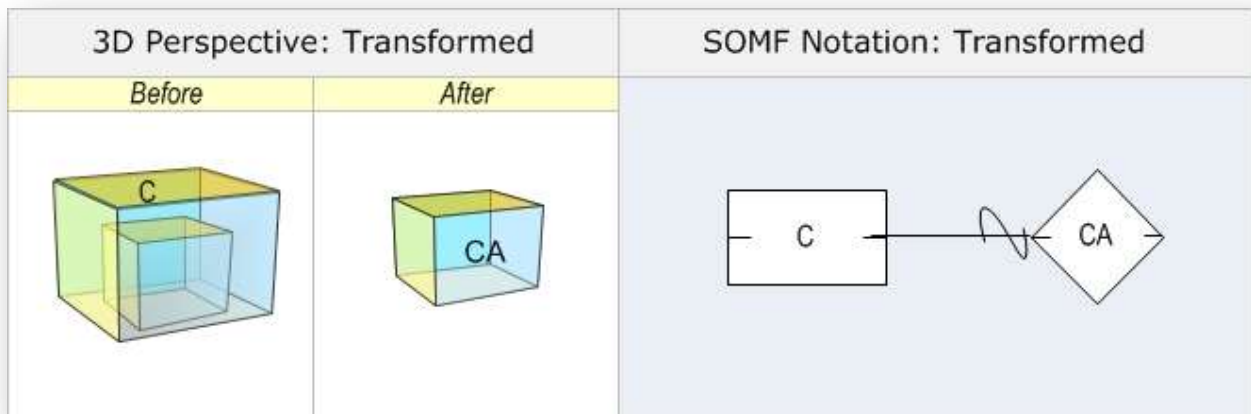 3D Perspective: Transformed
SOMF Notation: Transformed
Before
After
C
CA
C
CA